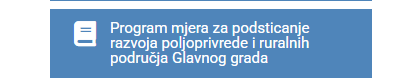 Program mjera za podsticanje
razvoja poljoprivrede i ruralnih
područja Glavnog grada